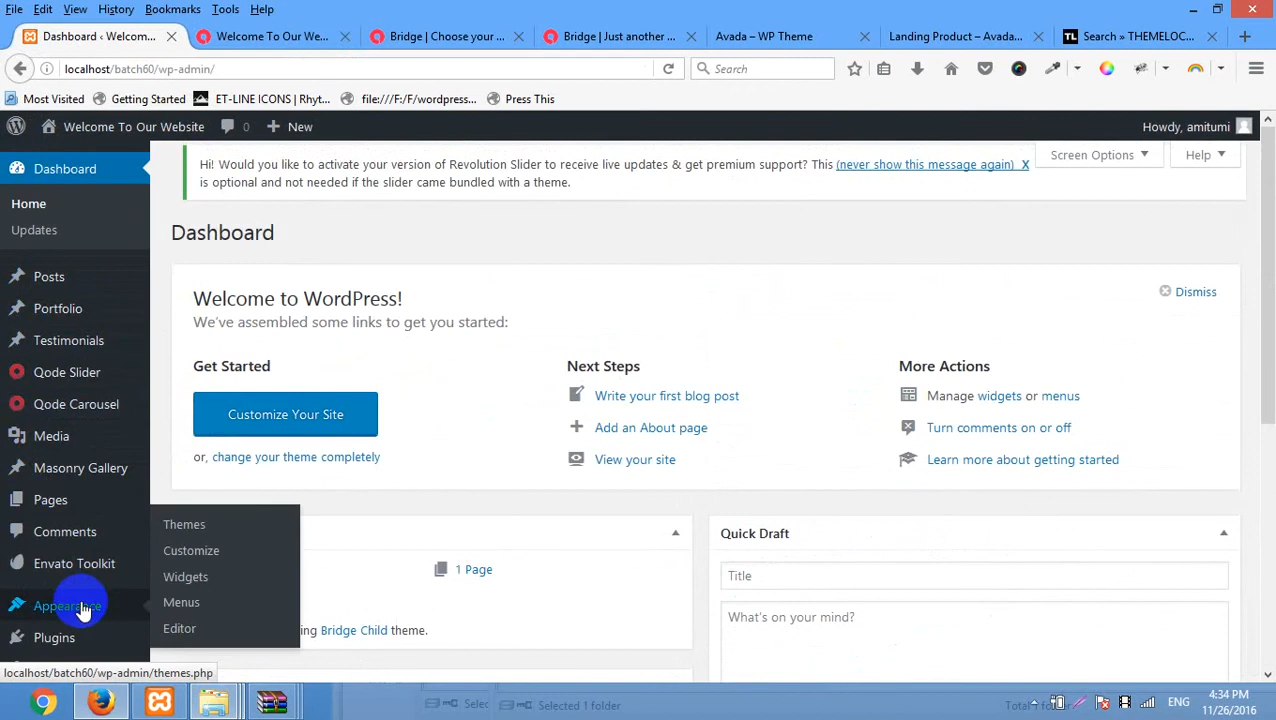 File Edit View History Bookmarks Tools Help
Dashboard ‹ Welcom... Welcome To Our We... Bridge | Choose your ... Bridge | Just another ... Avada – WP Theme Landing Product – Avada... Search » THEMELOC...
localhost/batch60/wp-admin/ Search
Most Visited Getting Started ET-LINE ICONS | Rhyt... file:///F:/F/wordpress... Press This
Welcome To Our Website 0 New Howdy, amitumi
Dashboard
Home
Updates
Posts
Portfolio
Testimonials
Qode Slider
Qode Carousel
Media
Masonry Gallery
Pages
Comments
Envato Toolkit
Appearance
Plugins
Themes
Customize
Widgets
Menus
Editor
Hi! Would you like to activate your version of Revolution Slider to receive live updates & get premium support? This (never show this message again) X
is optional and not needed if the slider came bundled with a theme.
Screen Options Help
Dashboard
Welcome to WordPress!
We've assembled some links to get you started:
Dismiss
Get Started
Customize Your Site
or, change your theme completely
Next Steps
Write your first blog post
Add an About page
View your site
More Actions
Manage widgets or menus
Turn comments on or off
Learn more about getting started
1 Page
ing Bridge Child theme.
Quick Draft
Title
What's on your mind?
localhost/batch60/wp-admin/themes.php
Selec Selected 1 folder
ENG
4:34 PM
11/26/2016